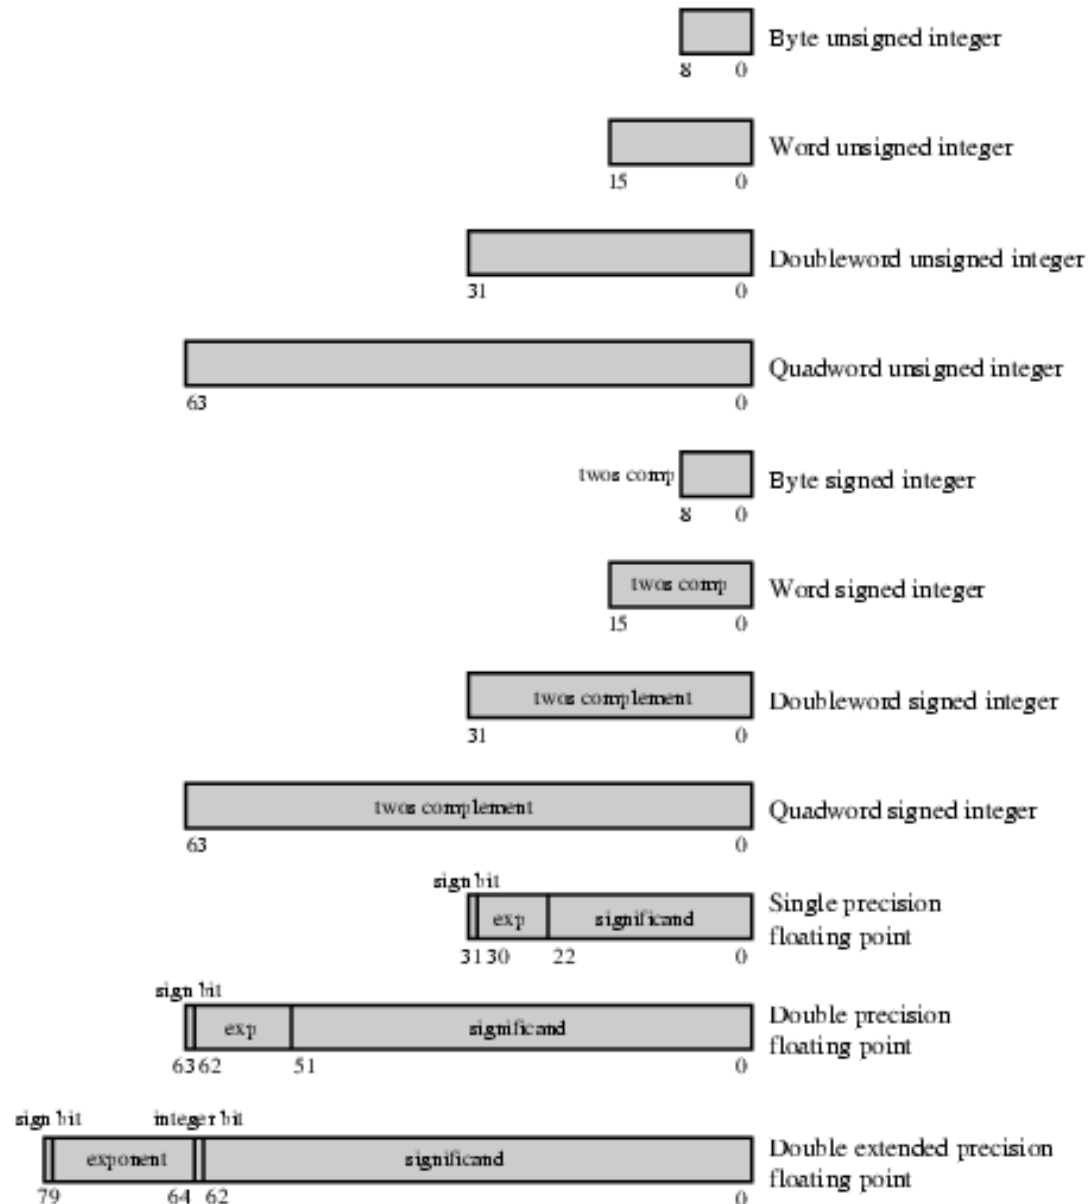 Byte unsigned integer
8 0
Word unsigned integer
15 0
Doubleword unsigned integer
31 0
Quadword unsigned integer
63 0
twos comp Byte signed integer
8 0
twos comp Word signed integer
15 0
twos complement Doubleword signed integer
31 0
twos complement Quadword signed integer
63 0
sign bit
exp significand Single precision
floating point
31 30 22 0
sign bit
exp significand Double precision
floating point
63 62 51 0
sign bit integer bit
exponent significand Double extended precision
floating point
79 64 62 0